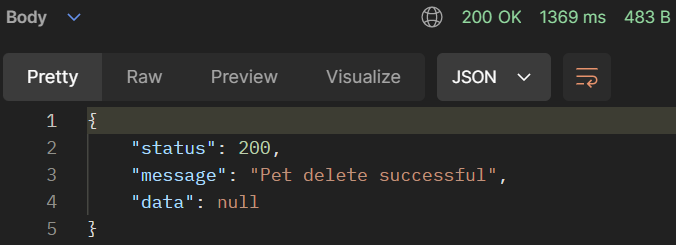 Body 200 OK 1369 ms 483 B
Pretty Raw Preview Visualize JSON
1 {
2 "status": 200,
3 "message": "Pet delete successful",
4 "data": null
5 }